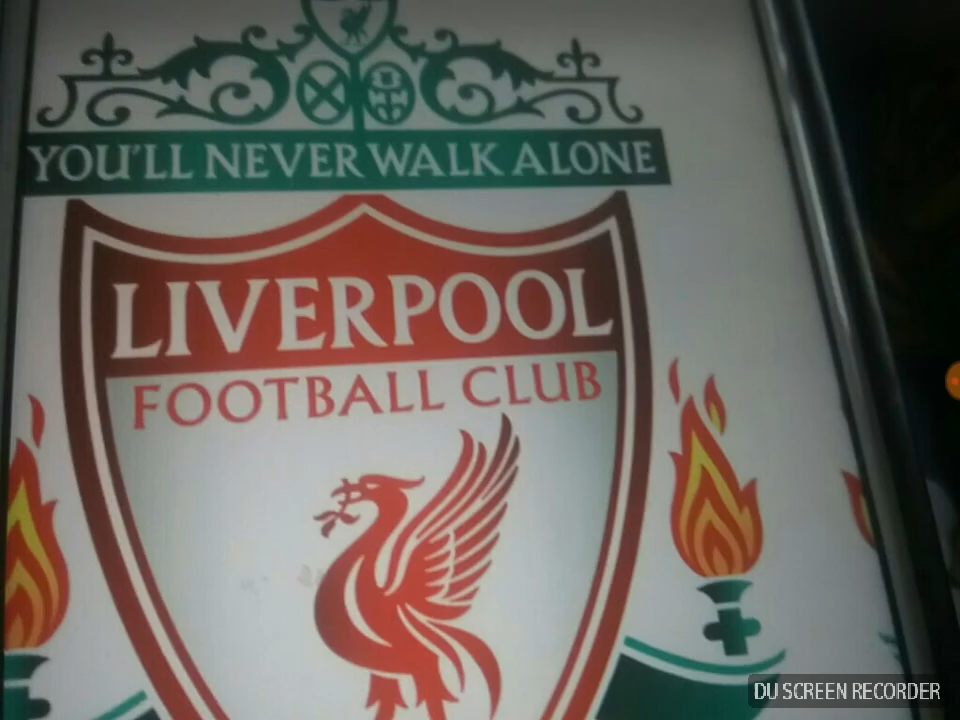 YOU'LL NEVER WALK ALONE
LIVERPOOL
FOOTBALL CLUB
DU SCREEN RECORDER